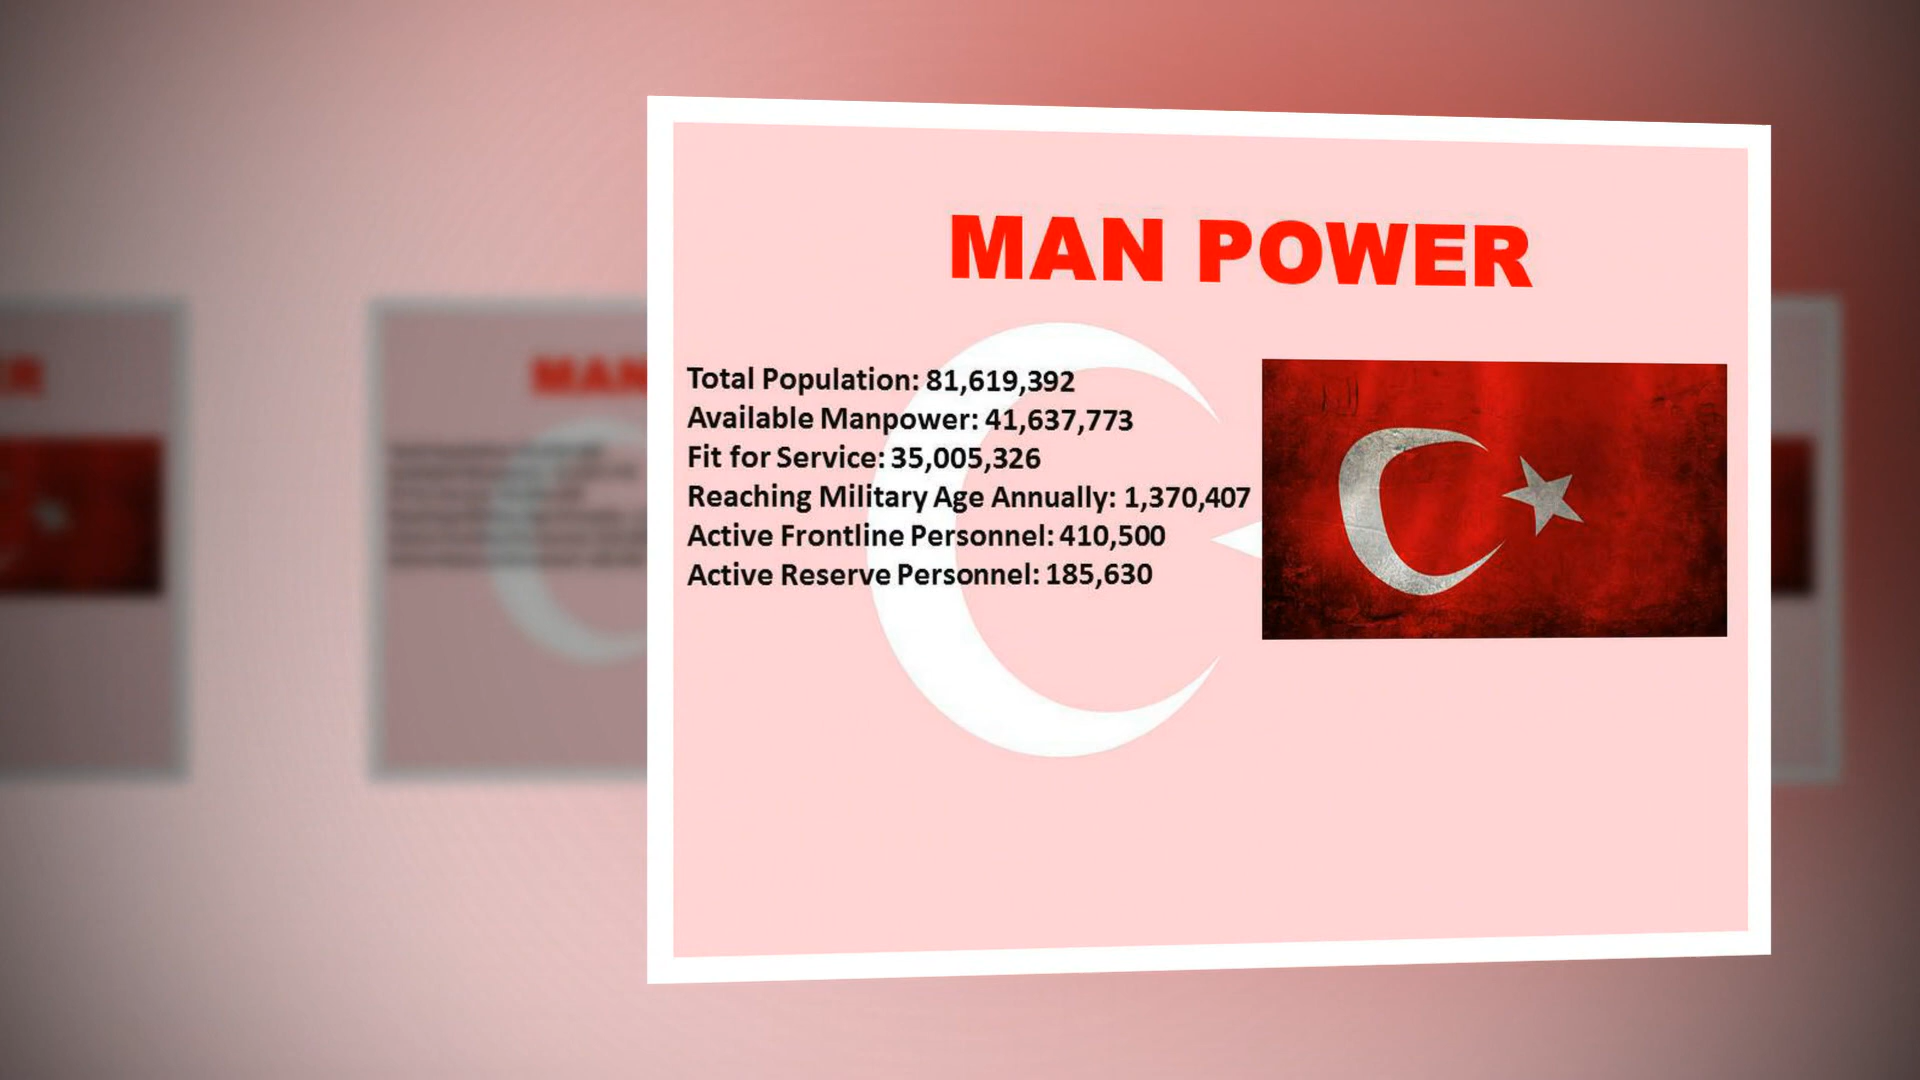 MAN POWER
Total Population: 81,619,392
Available Manpower: 41,637,773
Fit for Service: 35,005,326
Reaching Military Age Annually: 1,370,407
Active Frontline Personnel: 410,500
Active Reserve Personnel: 185,630
MAN